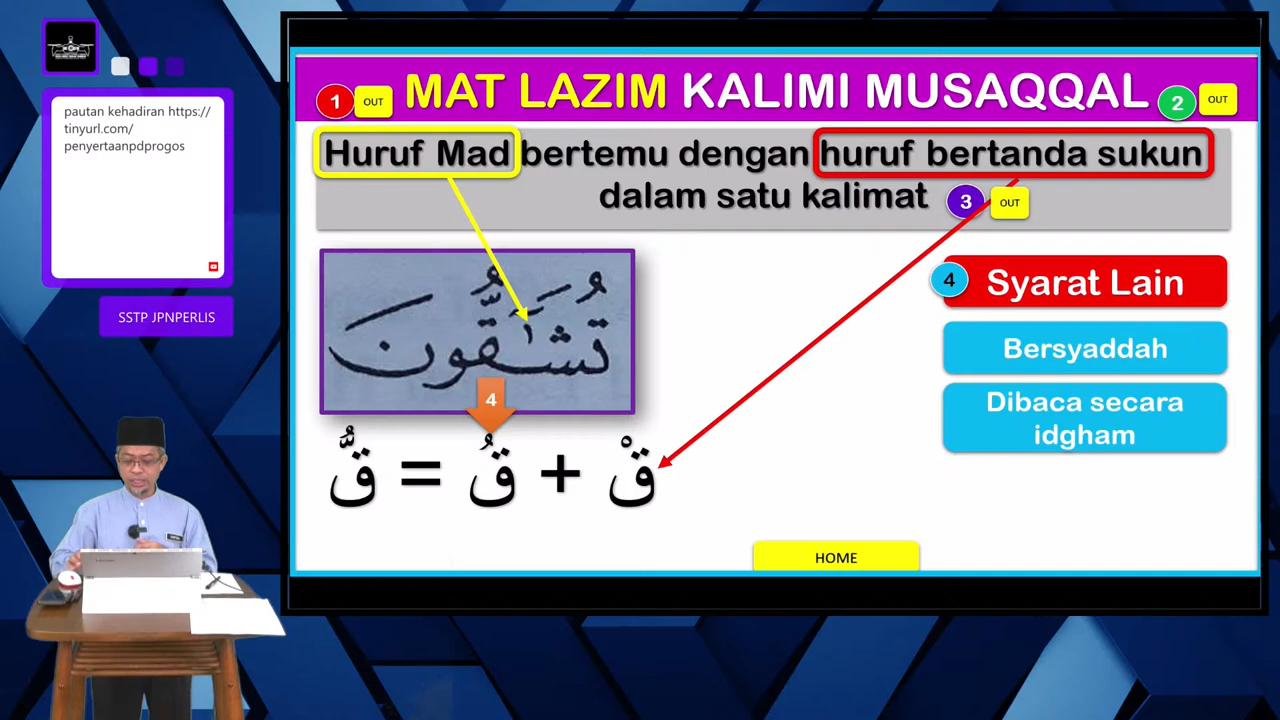 pautan kehadiran https://
tinyurl.com/
penyertaanpdprogos
SSTP JPNPERLIS
1 OUT MAT LAZIM KALIMI MUSAQQAL 2 OUT
Huruf Mad bertemu dengan huruf bertanda sukun
dalam satu kalimat 3 OUT
تُشَـٰٓقُّونَ
4
قْ + قُ = قُّ
4 Syarat Lain
Bersyaddah
Dibaca secara
idgham
HOME